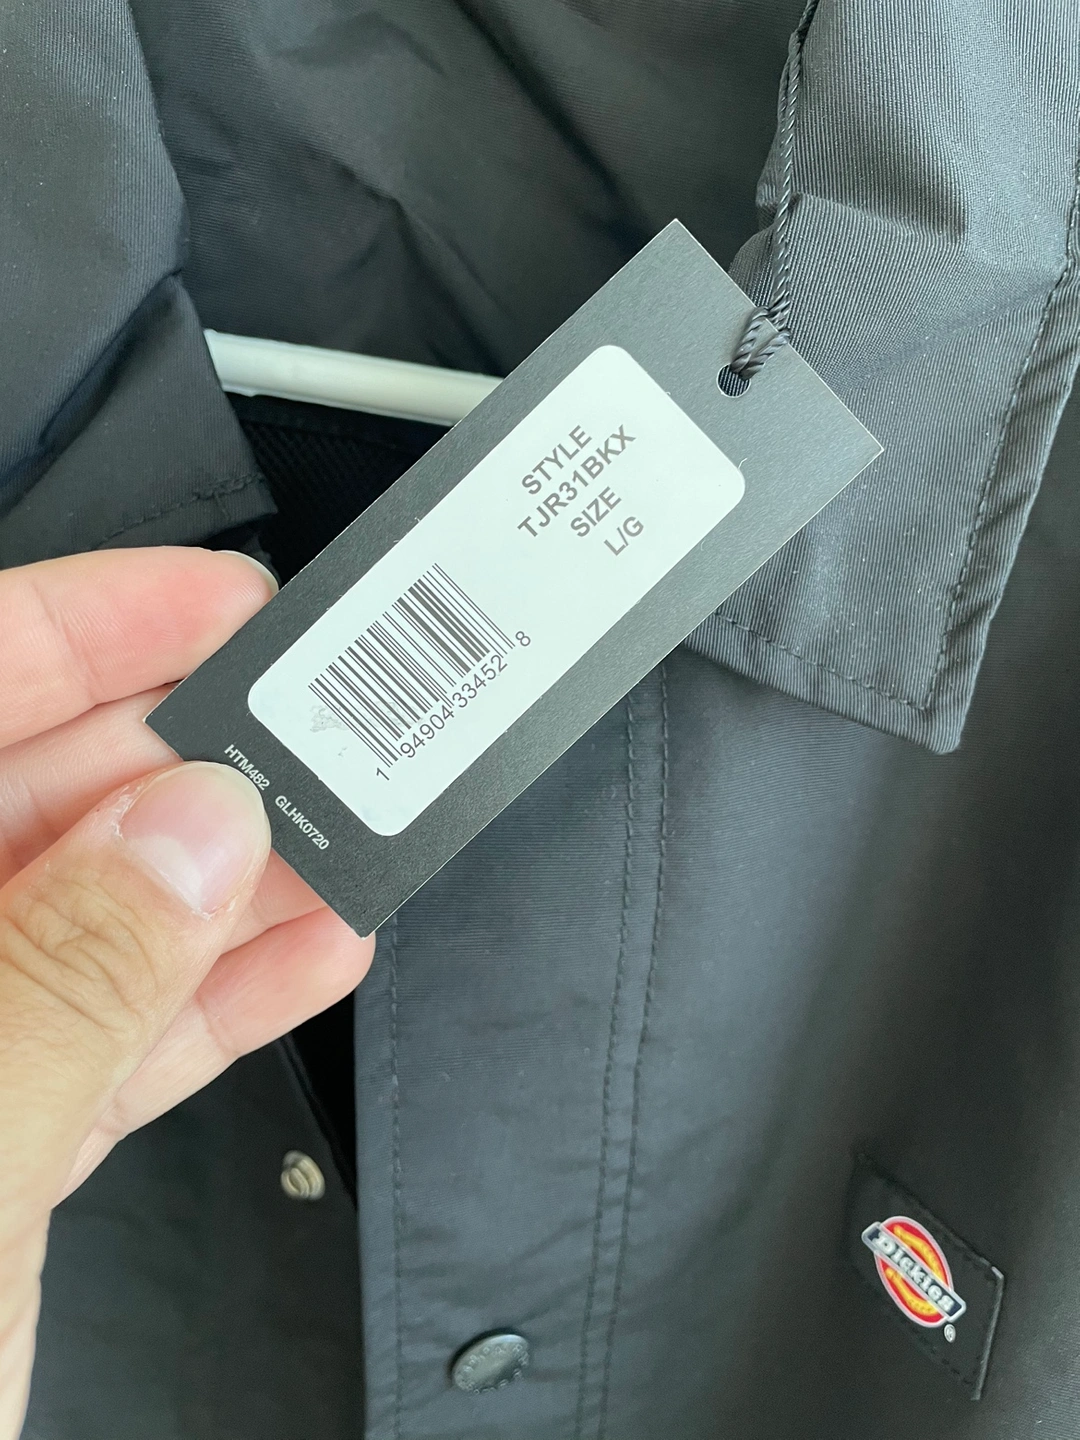 STYLE
TJR31BKX
SIZE
L/G
1 94904 33452 8
HTM482 GLHK0720
Dickies
®